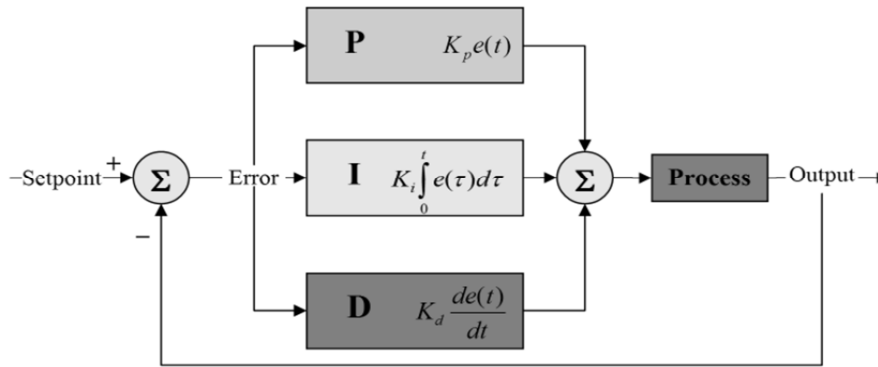 P K_p e(t)
Setpoint + Σ Error I K_i ∫_0^t e(τ)dτ Σ Process Output
−
D K_d de(t)/dt